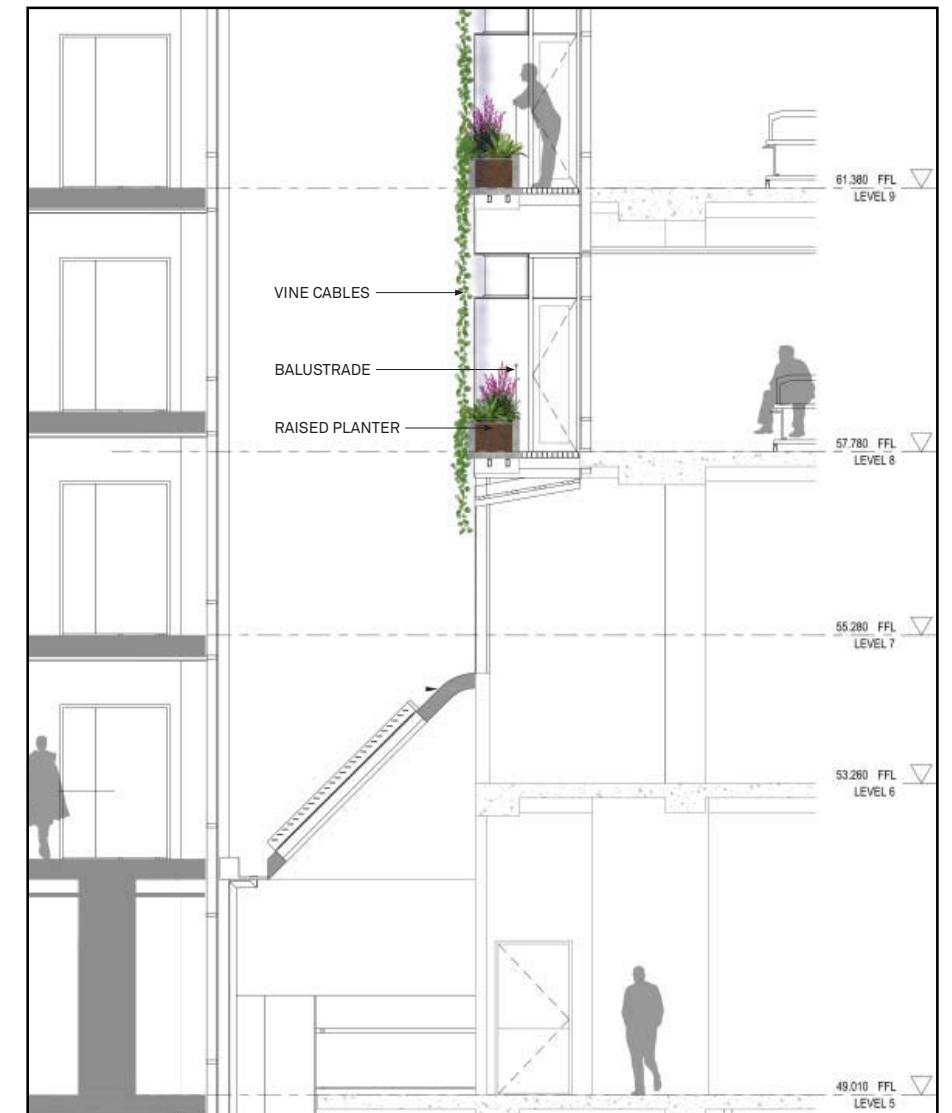 61.380 FFL
LEVEL 9
VINE CABLES
BALUSTRADE
RAISED PLANTER
57.780 FFL
LEVEL 8
55.280 FFL
LEVEL 7
53.260 FFL
LEVEL 6
49.010 FFL
LEVEL 5